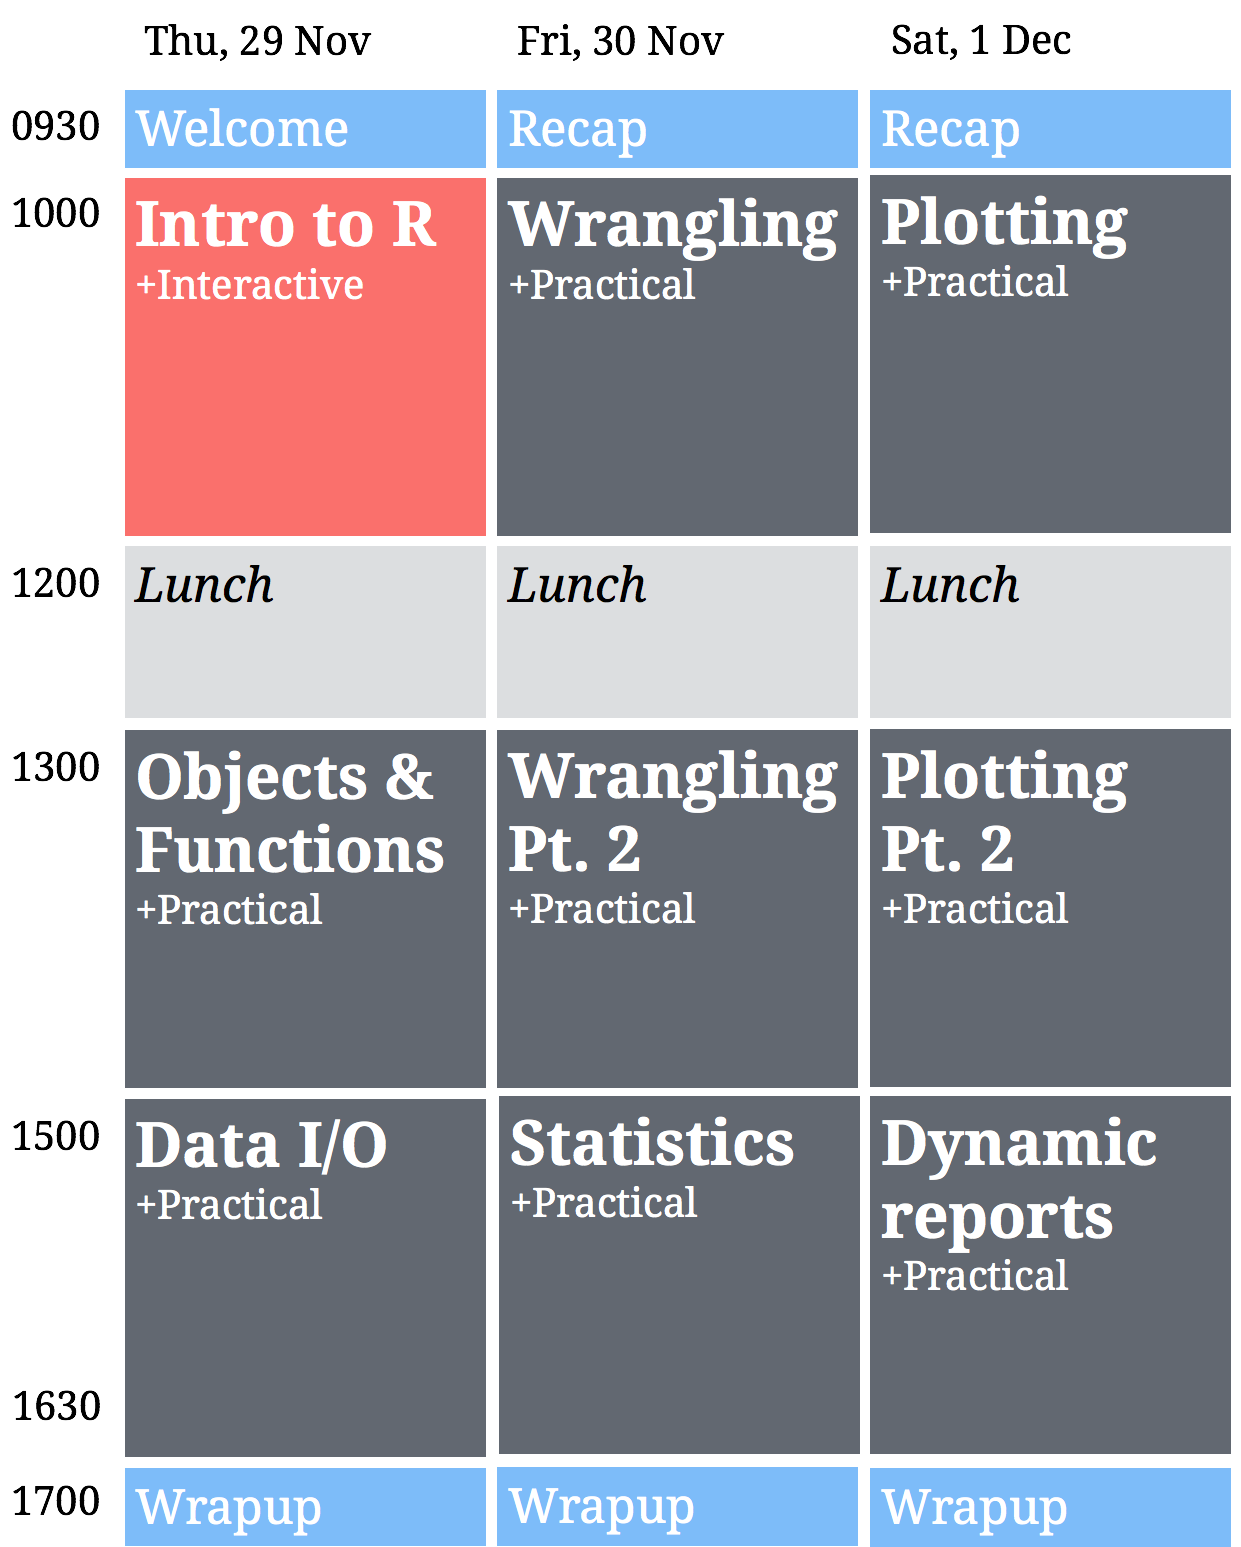 Thu, 29 Nov Fri, 30 Nov Sat, 1 Dec
0930 Welcome Recap Recap
1000 Intro to R Wrangling Plotting
+Interactive +Practical +Practical
1200 Lunch Lunch Lunch
1300 Objects & Wrangling Plotting
Functions Pt. 2 Pt. 2
+Practical +Practical +Practical
1500 Data I/O Statistics Dynamic
+Practical +Practical reports
+Practical
1630
1700 Wrapup Wrapup Wrapup